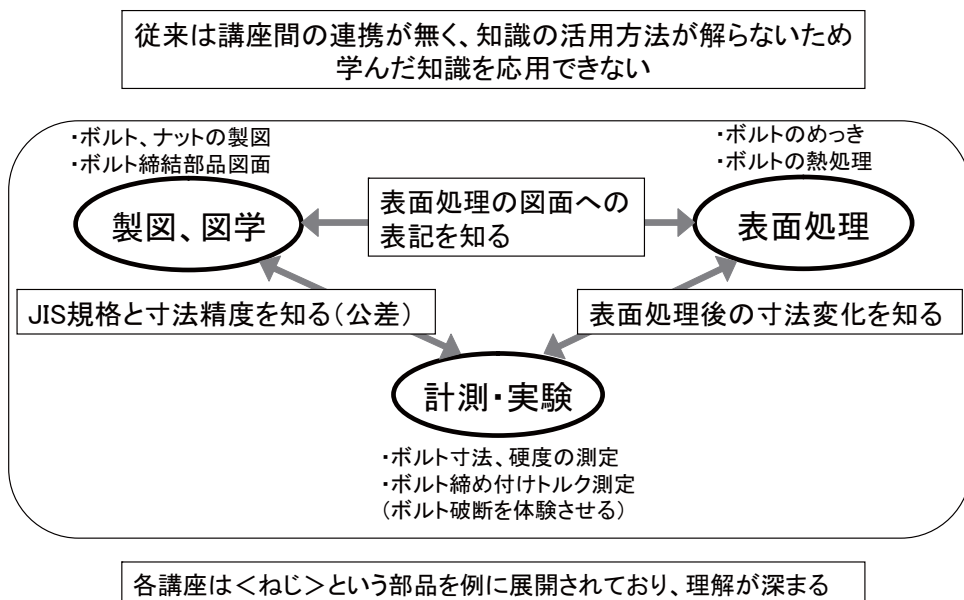 従来は講座間の連携が無く、知識の活用方法が解らないため
学んだ知識を応用できない
・ボルト、ナットの製図
・ボルト締結部品図面
・ボルトのめっき
・ボルトの熱処理
製図、図学
表面処理の図面への
表記を知る
表面処理
JIS規格と寸法精度を知る（公差）
表面処理後の寸法変化を知る
計測・実験
・ボルト寸法、硬度の測定
・ボルト締め付けトルク測定
（ボルト破断を体験させる）
各講座は＜ねじ＞という部品を例に展開されており、理解が深まる